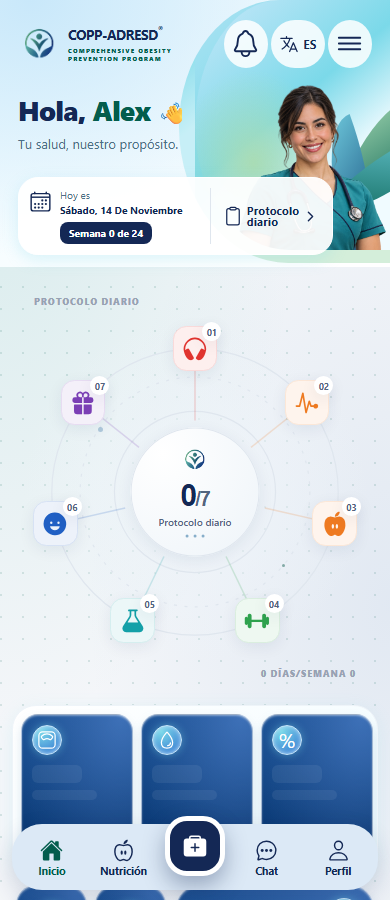 COPP-ADRESD®
COMPREHENSIVE OBESITY
PREVENTION PROGRAM
ES
Hola, Alex 👋
Tu salud, nuestro propósito.
Hoy es
Sábado, 14 De Noviembre
Semana 0 de 24
Protocolo
diario
PROTOCOLO DIARIO
01
02
03
04
05
06
07
0/7
Protocolo diario
0 DÍAS/SEMANA 0
%
Inicio
Nutrición
Chat
Perfil